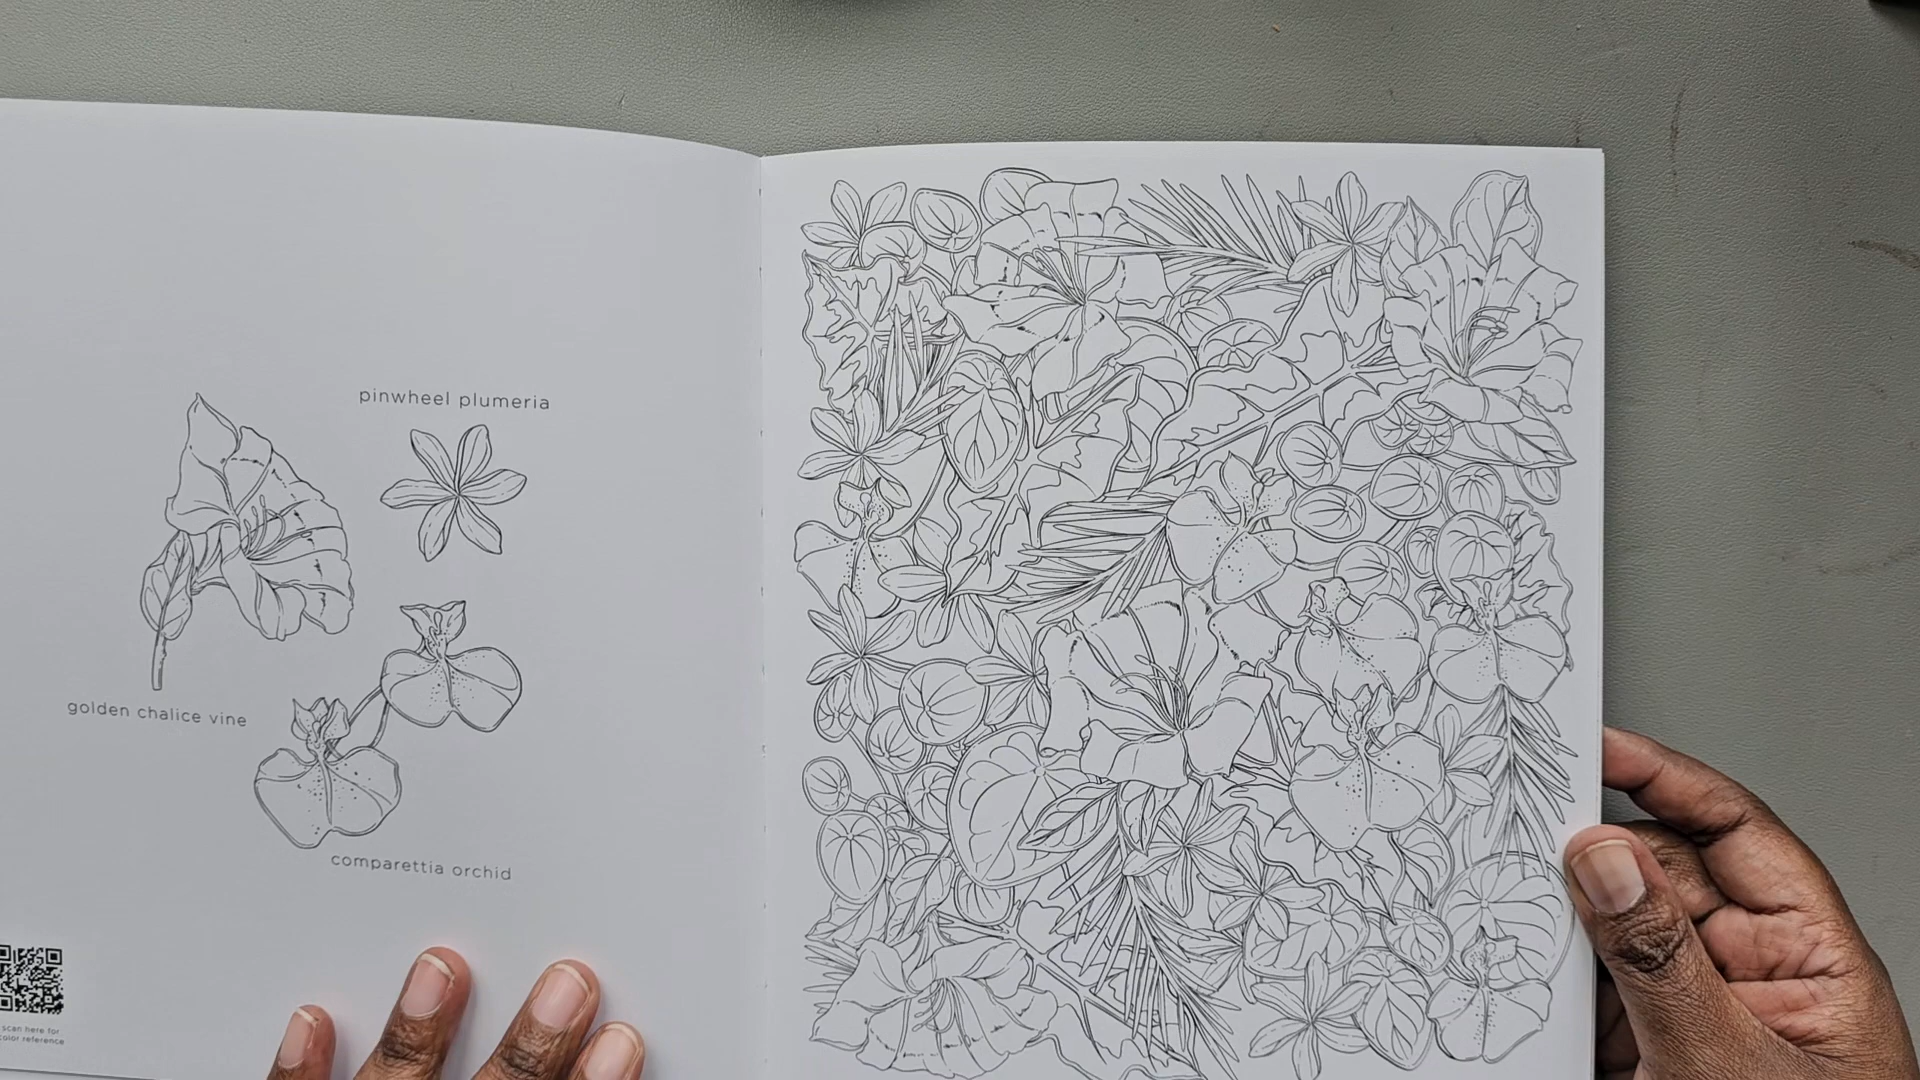 pinwheel plumeria
golden chalice vine
comparettia orchid
scan here for
color reference